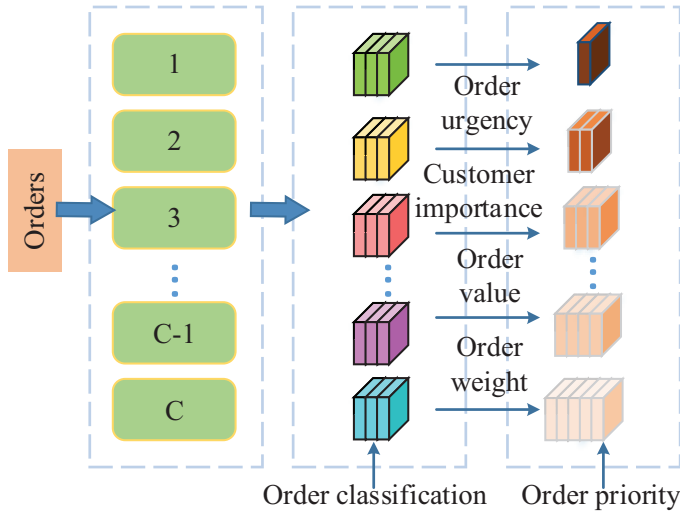 Orders
1
2
3
C-1
C
Order
urgency
Customer
importance
Order
value
Order
weight
Order classification
Order priority